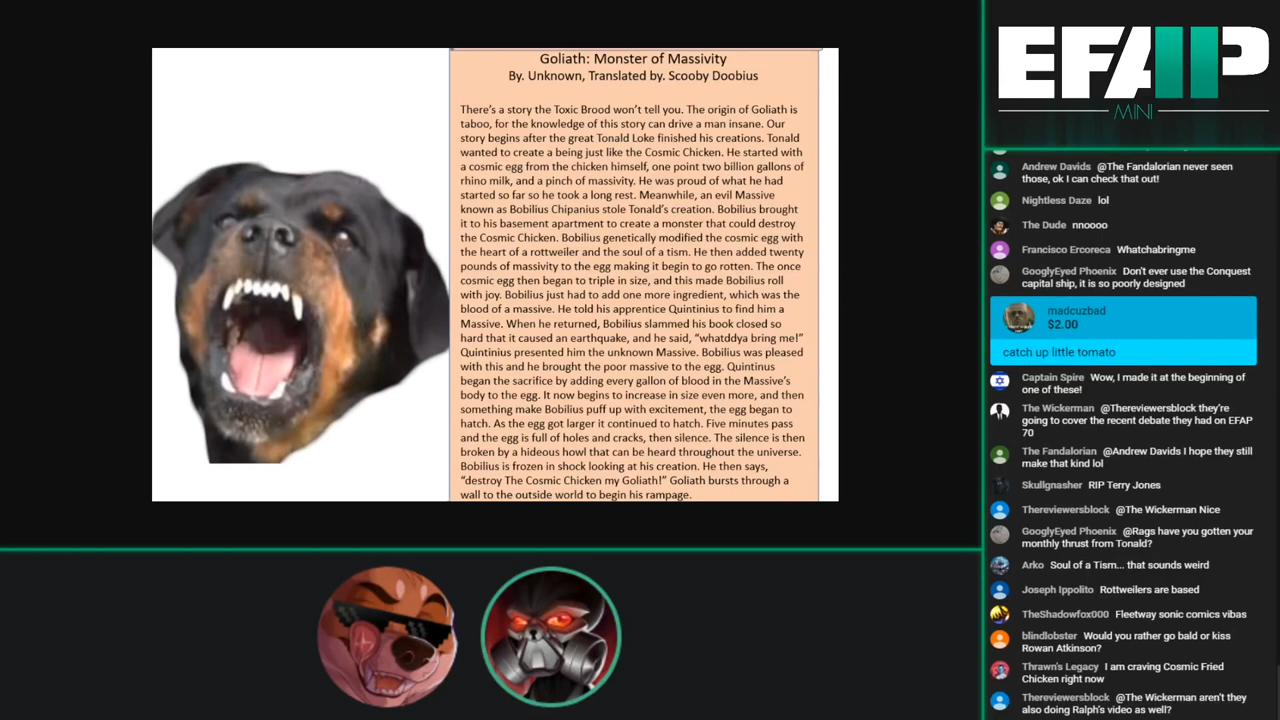 Goliath: Monster of Massivity
By. Unknown, Translated by. Scooby Doobius
There's a story the Toxic Brood won't tell you. The origin of Goliath is
taboo, for the knowledge of this story can drive a man insane. Our
story begins after the great Tonald Loke finished his creations. Tonald
wanted to create a being just like the Cosmic Chicken. He started with
a cosmic egg from the chicken himself, one point two billion gallons of
rhino milk, and a pinch of massivity. He was proud of what he had
started so far so he took a long rest. Meanwhile, an evil Massive
known as Bobilius Chipanius stole Tonald's creation. Bobilius brought
it to his basement apartment to create a monster that could destroy
the Cosmic Chicken. Bobilius genetically modified the cosmic egg with
the heart of a rottweiler and the soul of a tism. He then added twenty
pounds of massivity to the egg making it begin to go rotten. The once
cosmic egg then began to triple in size, and this made Bobilius roll
with joy. Bobilius just had to add one more ingredient, which was the
blood of a massive. He told his apprentice Quintinius to find him a
Massive. When he returned, Bobilius slammed his book closed so
hard that it caused an earthquake, and he said, "whatddya bring me!"
Quintinius presented him the unknown Massive. Bobilius was pleased
with this and he brought the poor massive to the egg. Quintinus
began the sacrifice by adding every gallon of blood in the Massive's
body to the egg. It now begins to increase in size even more, and then
something make Bobilius puff up with excitement, the egg began to
hatch. As the egg got larger it continued to hatch. Five minutes pass
and the egg is full of holes and cracks, then silence. The silence is then
broken by a hideous howl that can be heard throughout the universe.
Bobilius is frozen in shock looking at his creation. He then says,
"destroy The Cosmic Chicken my Goliath!" Goliath bursts through a
wall to the outside world to begin his rampage.
EFAP
MINI
Andrew Davids @The Fandalorian never seen
those, ok I can check that out!
Nightless Daze lol
The Dude nnoooo
Francisco Ercoreca Whatchabringme
GooglyEyed Phoenix Don't ever use the Conquest
capital ship, it is so poorly designed
madcuzbad
$2.00
catch up little tomato
Captain Spire Wow, I made it at the beginning of
one of these!
The Wickerman @Thereviewersblock they're
going to cover the recent debate they had on EFAP
70
The Fandalorian @Andrew Davids I hope they still
make that kind lol
Skullgnasher RIP Terry Jones
Thereviewersblock @The Wickerman Nice
GooglyEyed Phoenix @Rags have you gotten your
monthly thrust from Tonald?
Arko Soul of a Tism... that sounds weird
Joseph Ippolito Rottweilers are based
TheShadowfox000 Fleetway sonic comics vibas
blindlobster Would you rather go bald or kiss
Rowan Atkinson?
Thrawn's Legacy I am craving Cosmic Fried
Chicken right now
Thereviewersblock @The Wickerman aren't they
also doing Ralph's video as well?